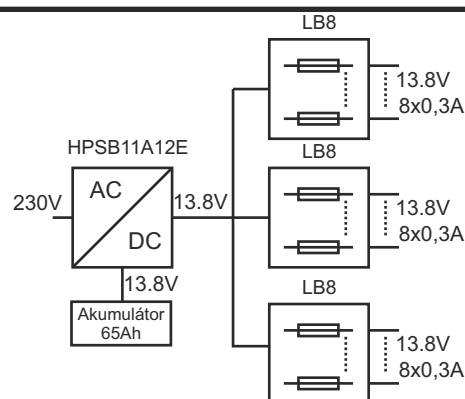 LB8
13.8V
8x0,3A
HPSB11A12E
LB8
230V
AC
DC
13.8V
13.8V
8x0,3A
13.8V
Akumulátor
65Ah
LB8
13.8V
8x0,3A